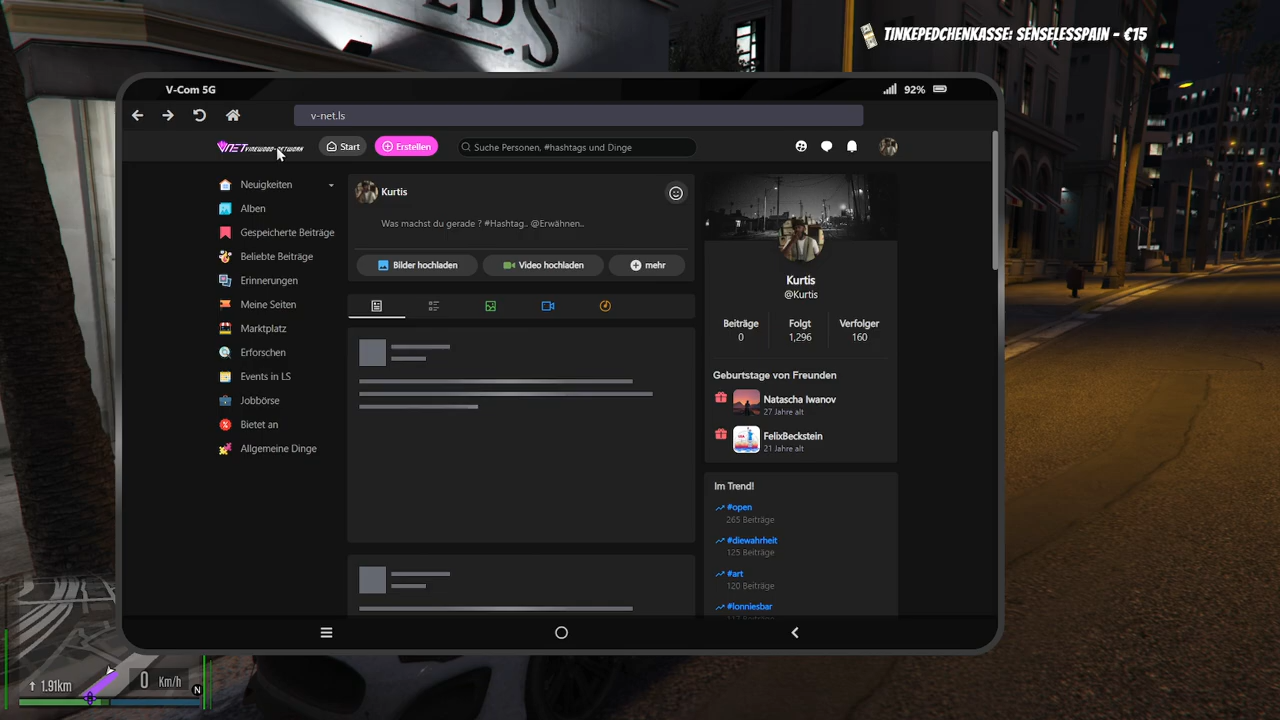 TINKEPEDCHENKASSE: SENSELESSPAIN - €15
V-Com 5G
92%
v-net.ls
VNET VINEWOOD-NETWORK
Start
Erstellen
Suche Personen, #hashtags und Dinge
Neuigkeiten
Alben
Gespeicherte Beiträge
Beliebte Beiträge
Erinnerungen
Meine Seiten
Marktplatz
Erforschen
Events in LS
Jobbörse
Bietet an
Allgemeine Dinge
Kurtis
Was machst du gerade ? #Hashtag.. @Erwähnen..
Bilder hochladen
Video hochladen
mehr
Kurtis
@Kurtis
Beiträge Folgt Verfolger
0 1,296 160
Geburtstage von Freunden
Natascha Iwanov
27 Jahre alt
FelixBeckstein
21 Jahre alt
Im Trend!
#open
265 Beiträge
#diewahrheit
125 Beiträge
#art
120 Beiträge
#lonniesbar
1.91km
0 Km/h
N